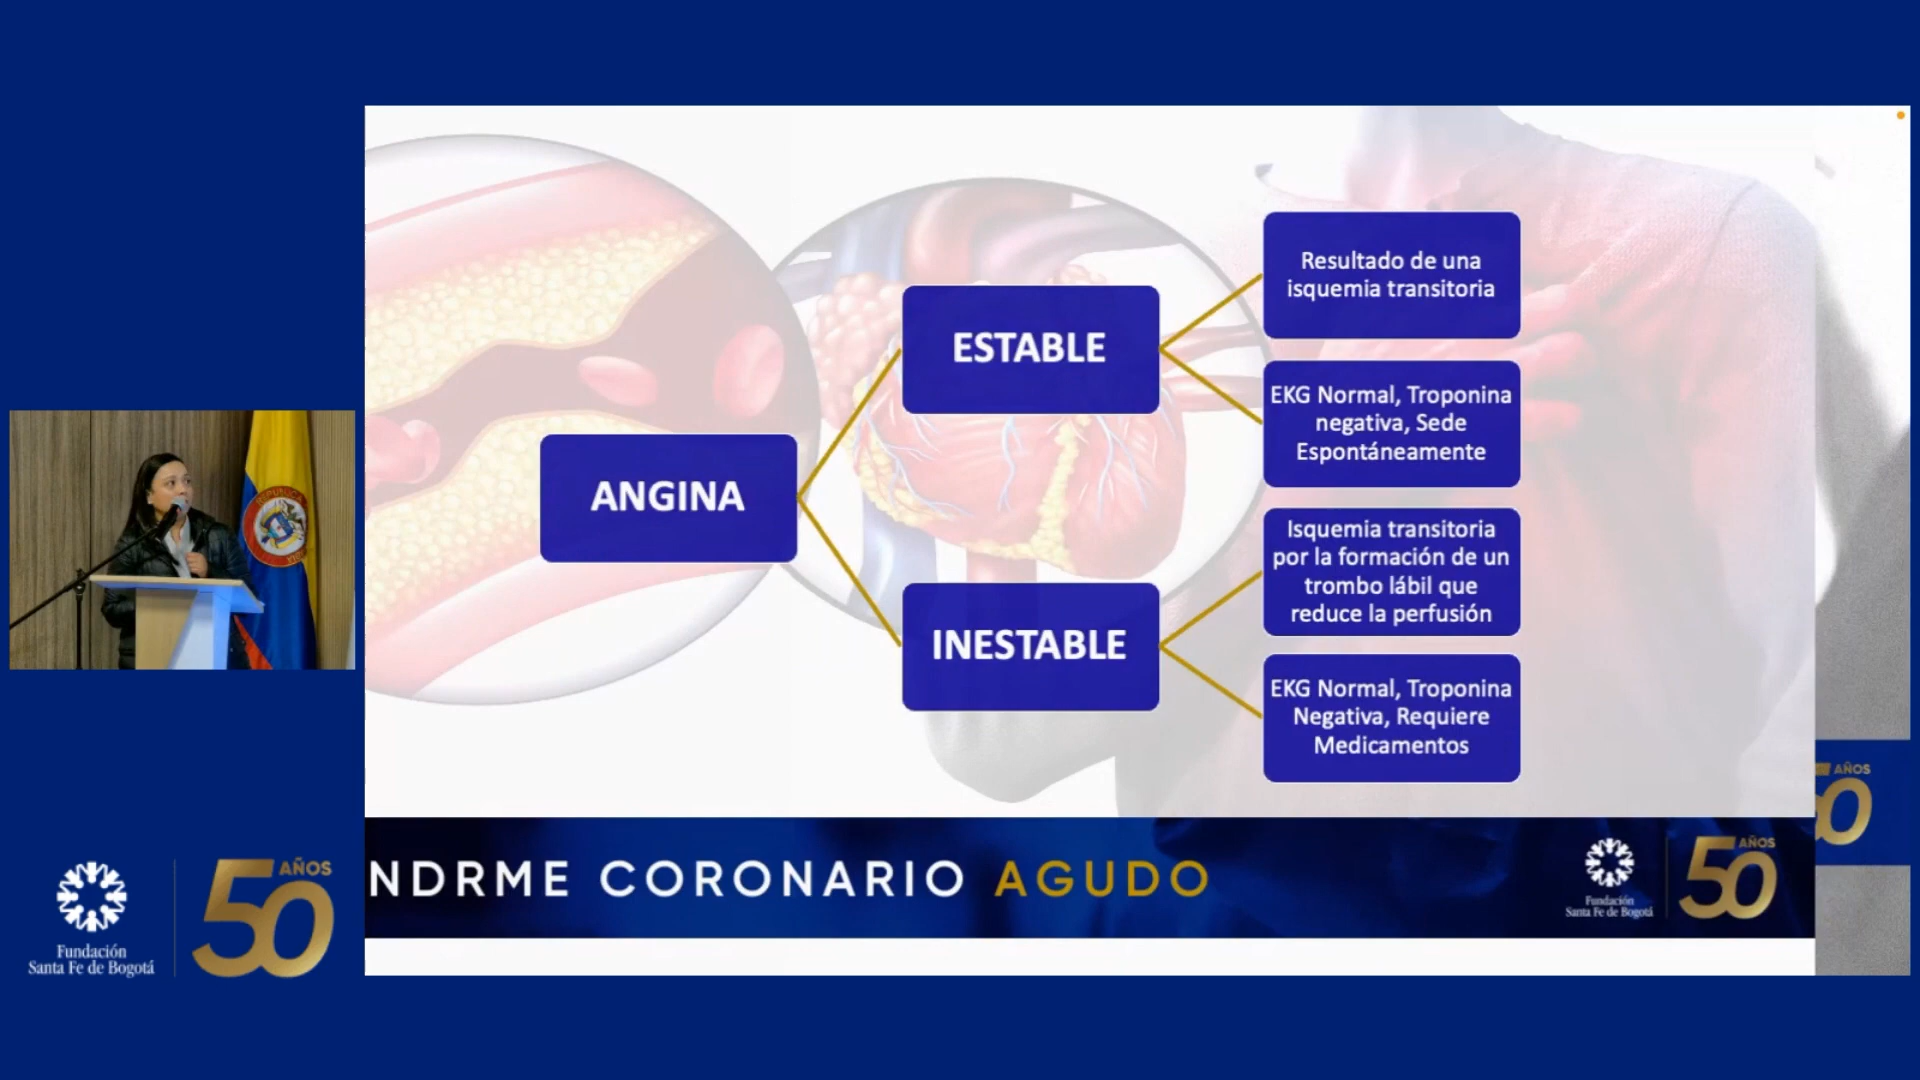 ANGINA
ESTABLE
Resultado de una
isquemia transitoria
EKG Normal, Troponina
negativa, Sede
Espontáneamente
INESTABLE
Isquemia transitoria
por la formación de un
trombo lábil que
reduce la perfusión
EKG Normal, Troponina
Negativa, Requiere
Medicamentos
NDRME CORONARIO AGUDO
Fundación
Santa Fe de Bogotá
50 AÑOS
AÑOS
50
Fundación
Santa Fe de Bogotá
50 AÑOS